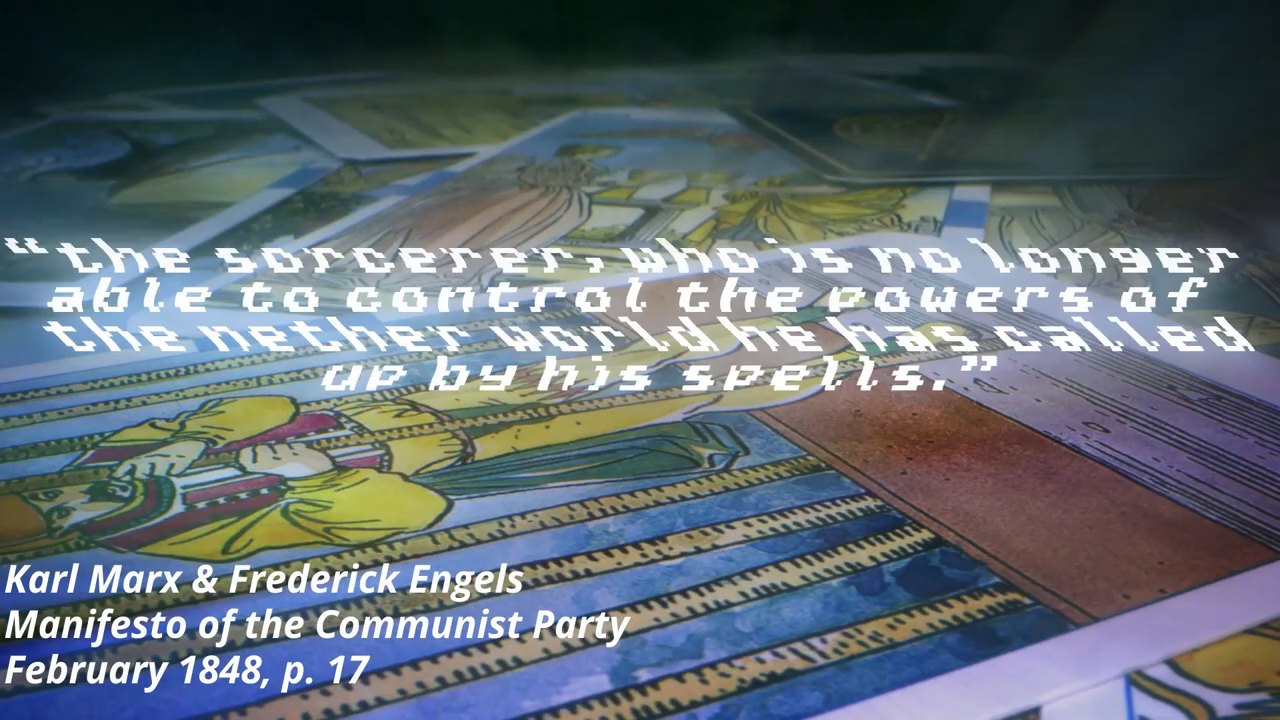 “the sorcerer, who is no longer
able to control the powers of
the nether world he has called
up by his spells.”
Karl Marx & Frederick Engels
Manifesto of the Communist Party
February 1848, p. 17